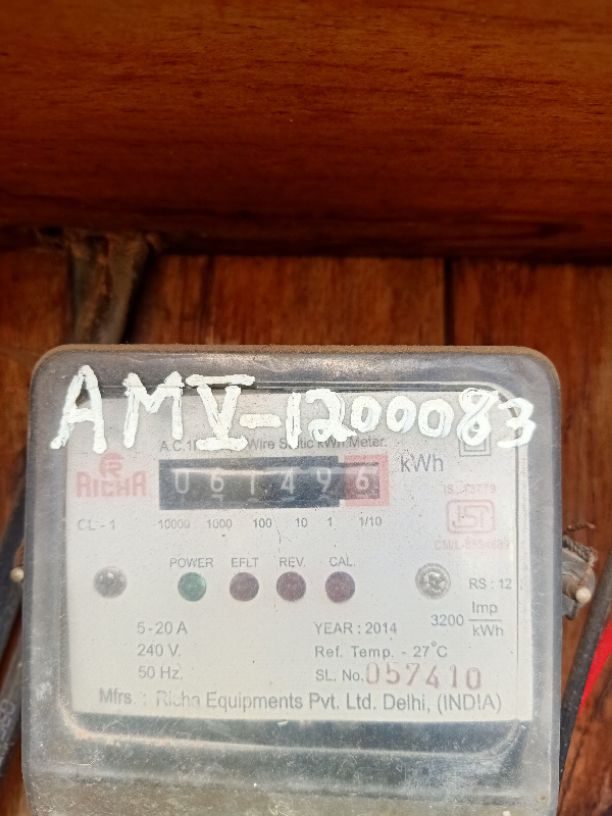 AMV-1200083
A.C.1 Wire Static kWh Meter.
RICHA
061496
kWh
CL - 1
10000 1000 100 10 1 1/10
POWER EFLT REV. CAL.
RS : 12
5-20 A
YEAR : 2014
3200 Imp/kWh
240 V.
Ref. Temp. - 27°C
50 Hz.
SL. No. 057410
Mfrs. : Richa Equipments Pvt. Ltd. Delhi, (INDIA)